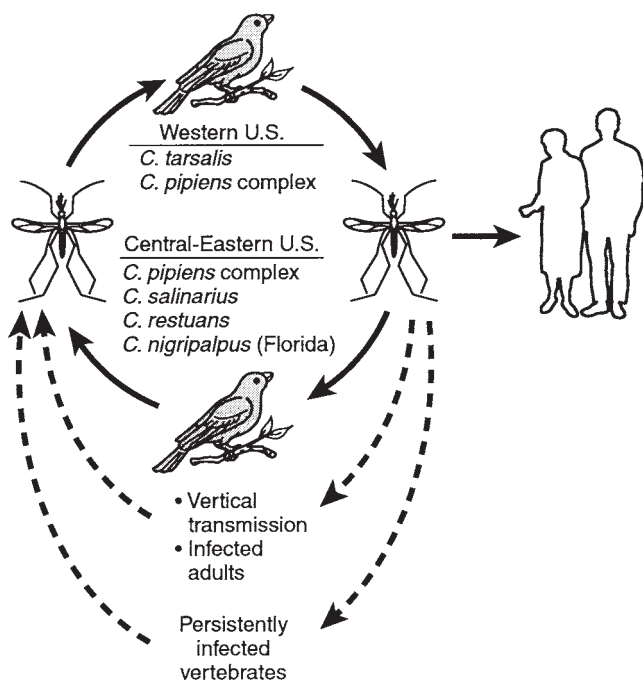 Western U.S.
C. tarsalis
C. pipiens complex
Central-Eastern U.S.
C. pipiens complex
C. salinarius
C. restuans
C. nigripalpus (Florida)
• Vertical
transmission
• Infected
adults
Persistently
infected
vertebrates